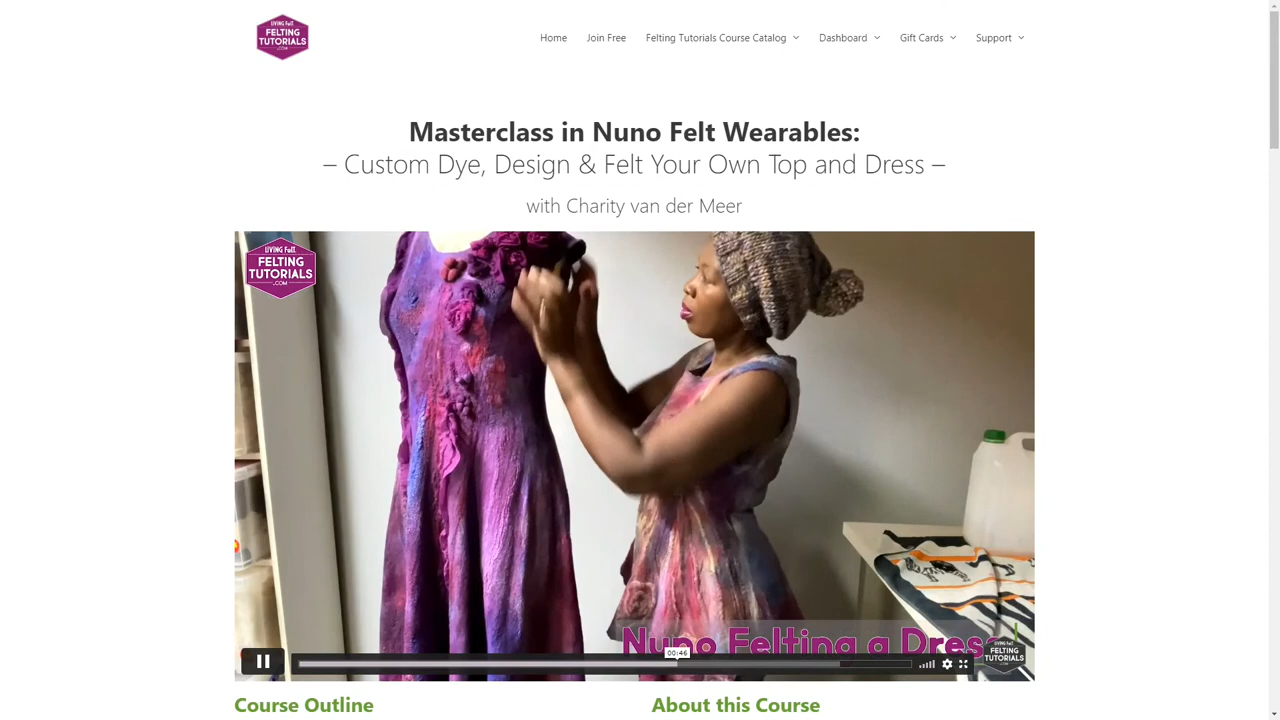 LIVING Felt
FELTING
TUTORIALS
.COM
Home
Join Free
Felting Tutorials Course Catalog
Dashboard
Gift Cards
Support
Masterclass in Nuno Felt Wearables:
– Custom Dye, Design & Felt Your Own Top and Dress –
with Charity van der Meer
LIVING Felt
FELTING
TUTORIALS
.COM
Nuno Felting a Dress
00:46
LIVING Felt
FELTING
TUTORIALS
Course Outline
About this Course